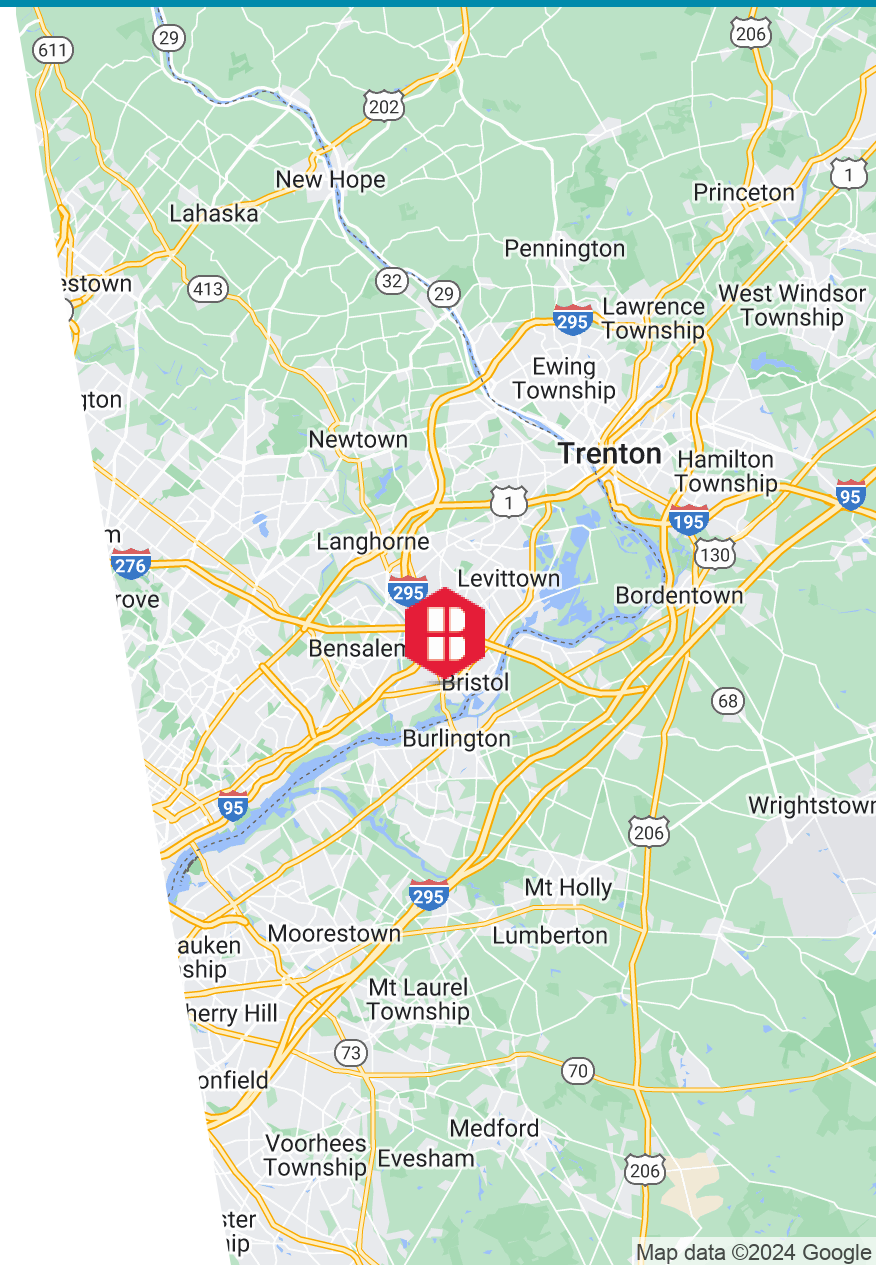 611
29
206
202
1
New Hope
Princeton
Lahaska
Pennington
estown
413
32
29
West Windsor
Township
295
Lawrence
Township
Ewing
Township
gton
Newtown
Trenton
Hamilton
Township
1
95
195
Langhorne
130
m
276
295
Levittown
Bordentown
rove
Bensalem
Bristol
68
Burlington
95
Wrightstown
206
295
Mt Holly
Moorestown
Lumberton
auken
ship
Mt Laurel
Township
herry Hill
73
70
onfield
Medford
Voorhees
Township
Evesham
206
ster
ip
Map data ©2024 Google